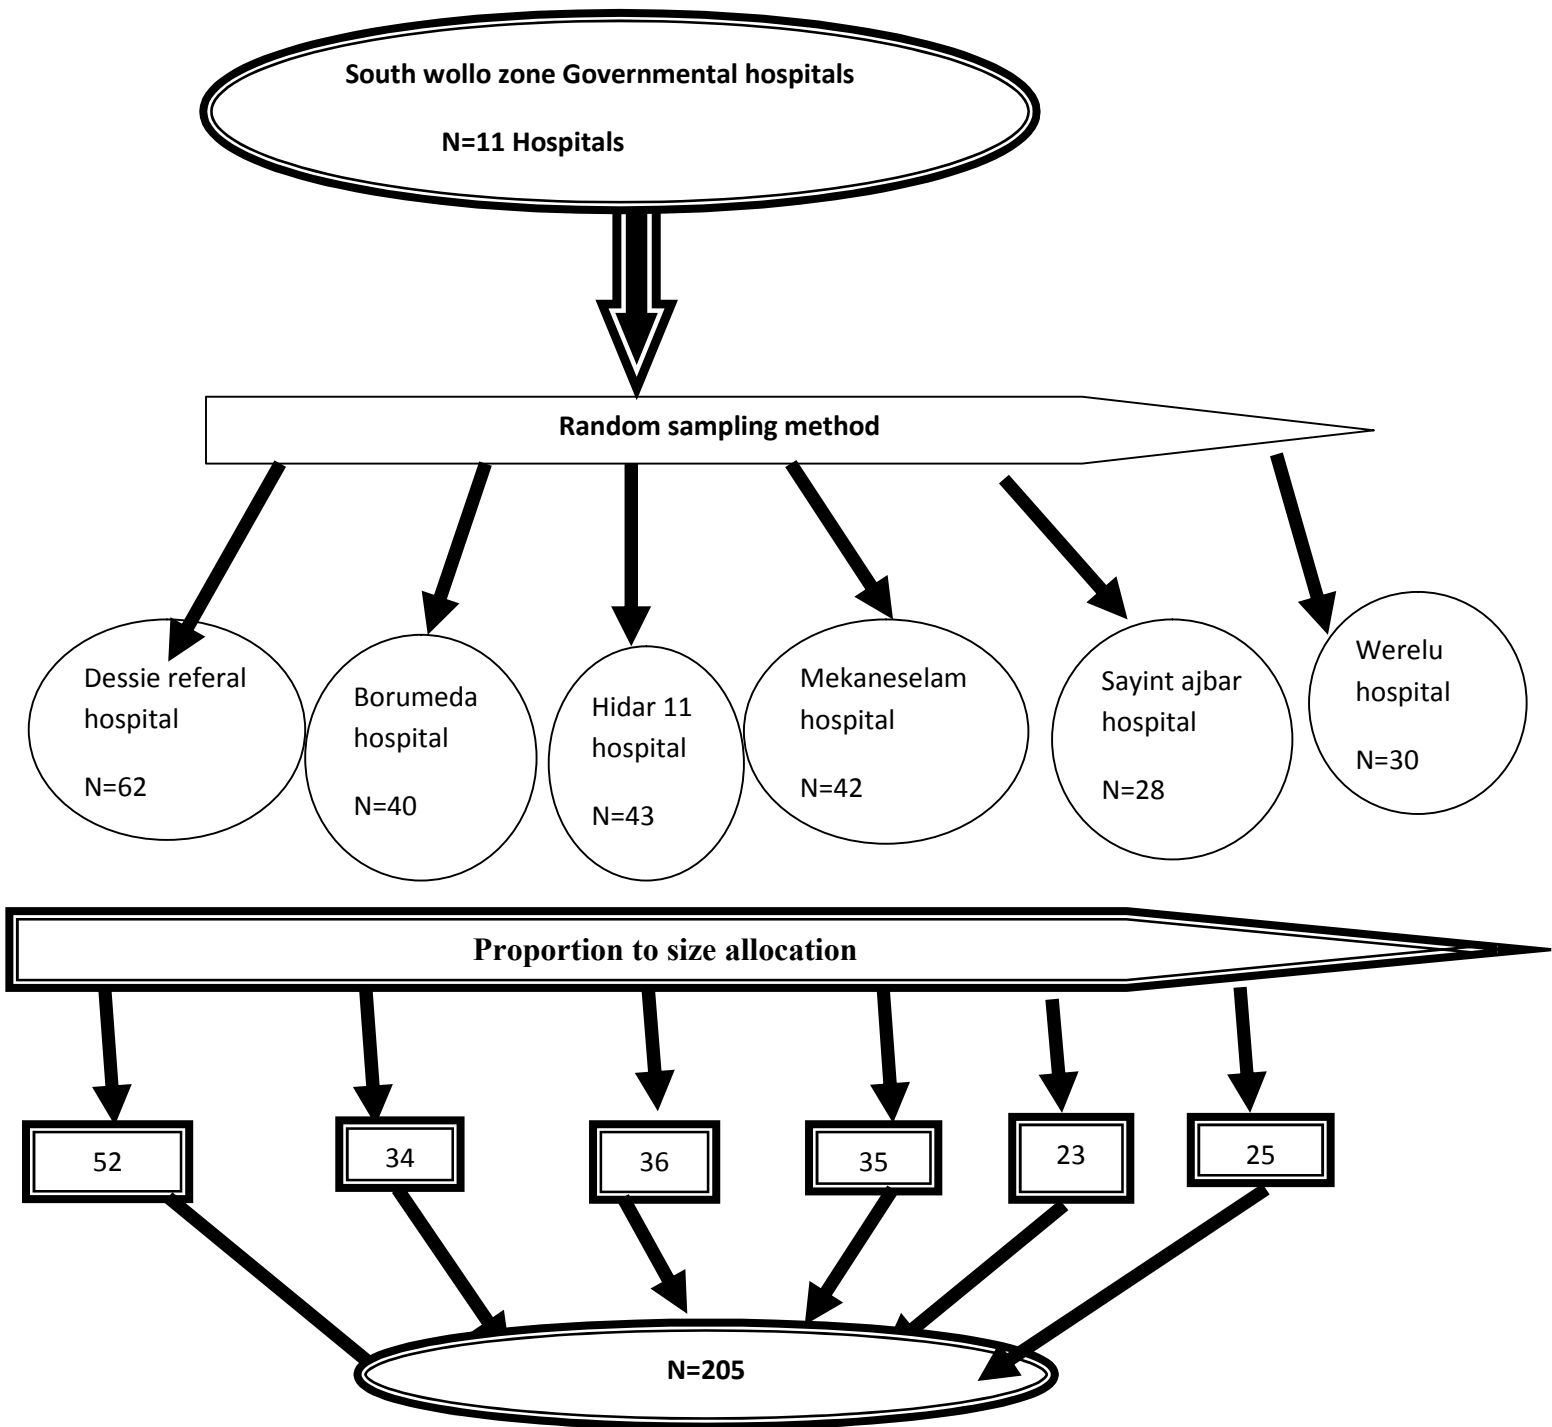 South wollo zone Governmental hospitals
N=11 Hospitals
Random sampling method
Dessie referal
hospital
N=62
Borumeda
hospital
N=40
Hidar 11
hospital
N=43
Mekaneselam
hospital
N=42
Sayint ajbar
hospital
N=28
Werelu
hospital
N=30
Proportion to size allocation
52
34
36
35
23
25
N=205